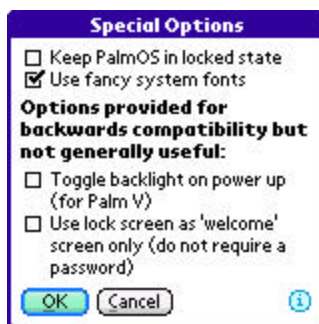 Special Options
Keep PalmOS in locked state
Use fancy system fonts
Options provided for
backwards compatibility but
not generally useful:
Toggle backlight on power up
(for Palm V)
Use lock screen as 'welcome'
screen only (do not require a
password)
OK Cancel i